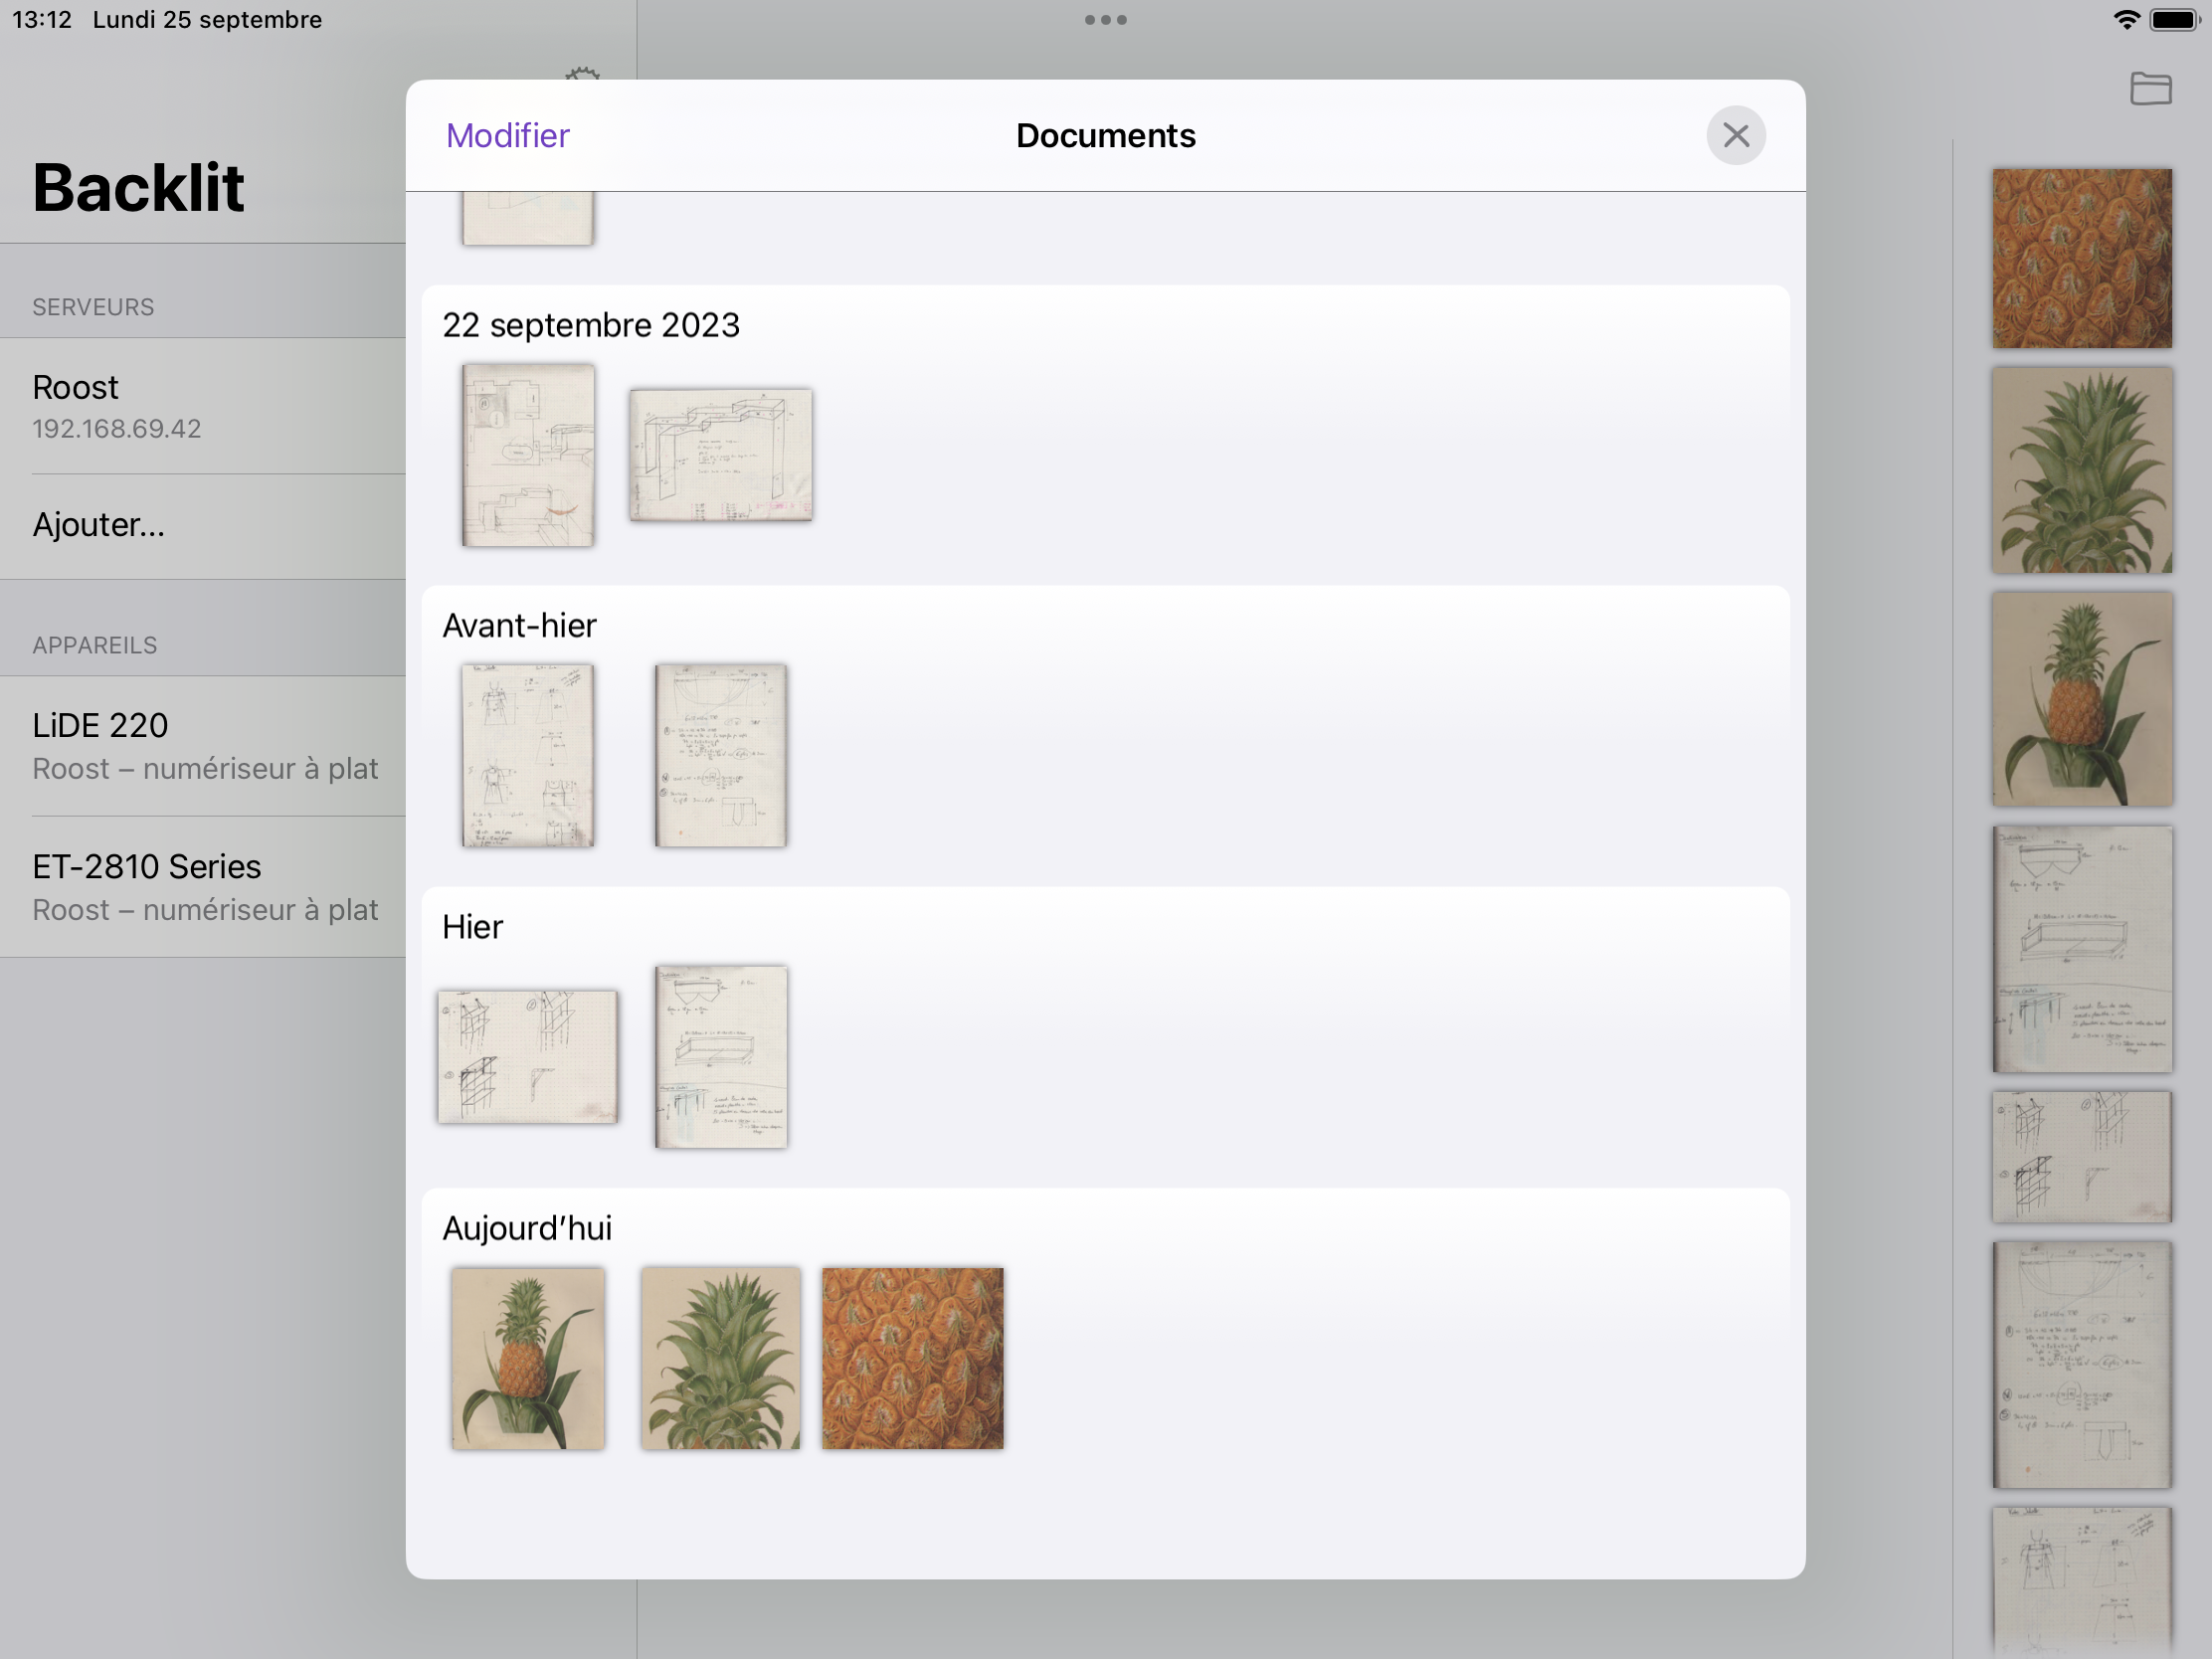 13:12 Lundi 25 septembre
Backlit
SERVEURS
Roost
192.168.69.42
Ajouter...
APPAREILS
LiDE 220
Roost – numériseur à plat
ET-2810 Series
Roost – numériseur à plat
Modifier
Documents
22 septembre 2023
Avant-hier
Hier
Aujourd’hui